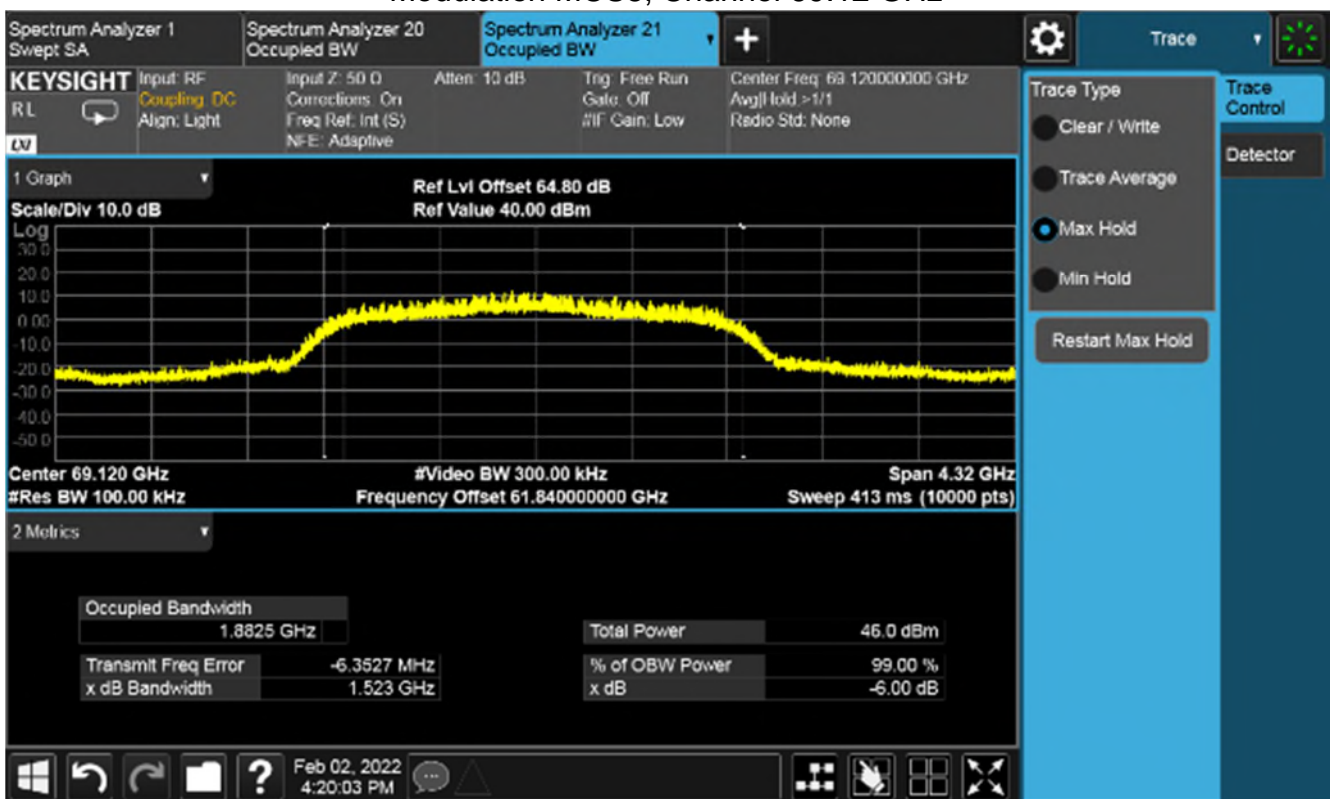 Spectrum Analyzer 1
Swept SA
Spectrum Analyzer 20
Occupied BW
Spectrum Analyzer 21
Occupied BW
Trace
KEYSIGHT
RL
LXI
Input: RF
Coupling: DC
Align: Light
Input Z: 50 Ω
Corrections: On
Freq Ref: Int (S)
NFE: Adaptive
Atten: 10 dB
Trig: Free Run
Gate: Off
#IF Gain: Low
Center Freq: 69.120000000 GHz
Avg|Hold:>1/1
Radio Std: None
Trace Type
Clear / Write
Trace Average
Max Hold
Min Hold
Restart Max Hold
Trace
Control
Detector
1 Graph
Scale/Div 10.0 dB
Ref Lvl Offset 64.80 dB
Ref Value 40.00 dBm
Log
30.0
20.0
10.0
0.00
-10.0
-20.0
-30.0
-40.0
-50.0
Center 69.120 GHz
#Video BW 300.00 kHz
Span 4.32 GHz
#Res BW 100.00 kHz
Frequency Offset 61.840000000 GHz
Sweep 413 ms (10000 pts)
2 Metrics
Occupied Bandwidth
1.8825 GHz
Total Power 46.0 dBm
Transmit Freq Error -6.3527 MHz
% of OBW Power 99.00 %
x dB Bandwidth 1.523 GHz
x dB -6.00 dB
Feb 02, 2022
4:20:03 PM